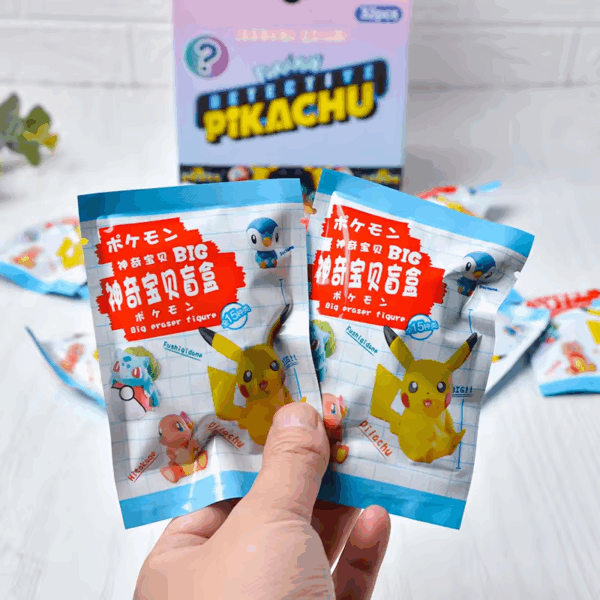 32pcs
?
DETECTIVE
PIKACHU
ポケモン
神奇宝贝 BIG
神奇宝贝盲盒
ポケモン
Big eraser figure
Fushigidane
Hitokage
Pikachu
ポケモン
神奇宝贝 BIG
神奇宝贝盲盒
ポケモン
Big eraser figure
Fushigidane
BIG!!